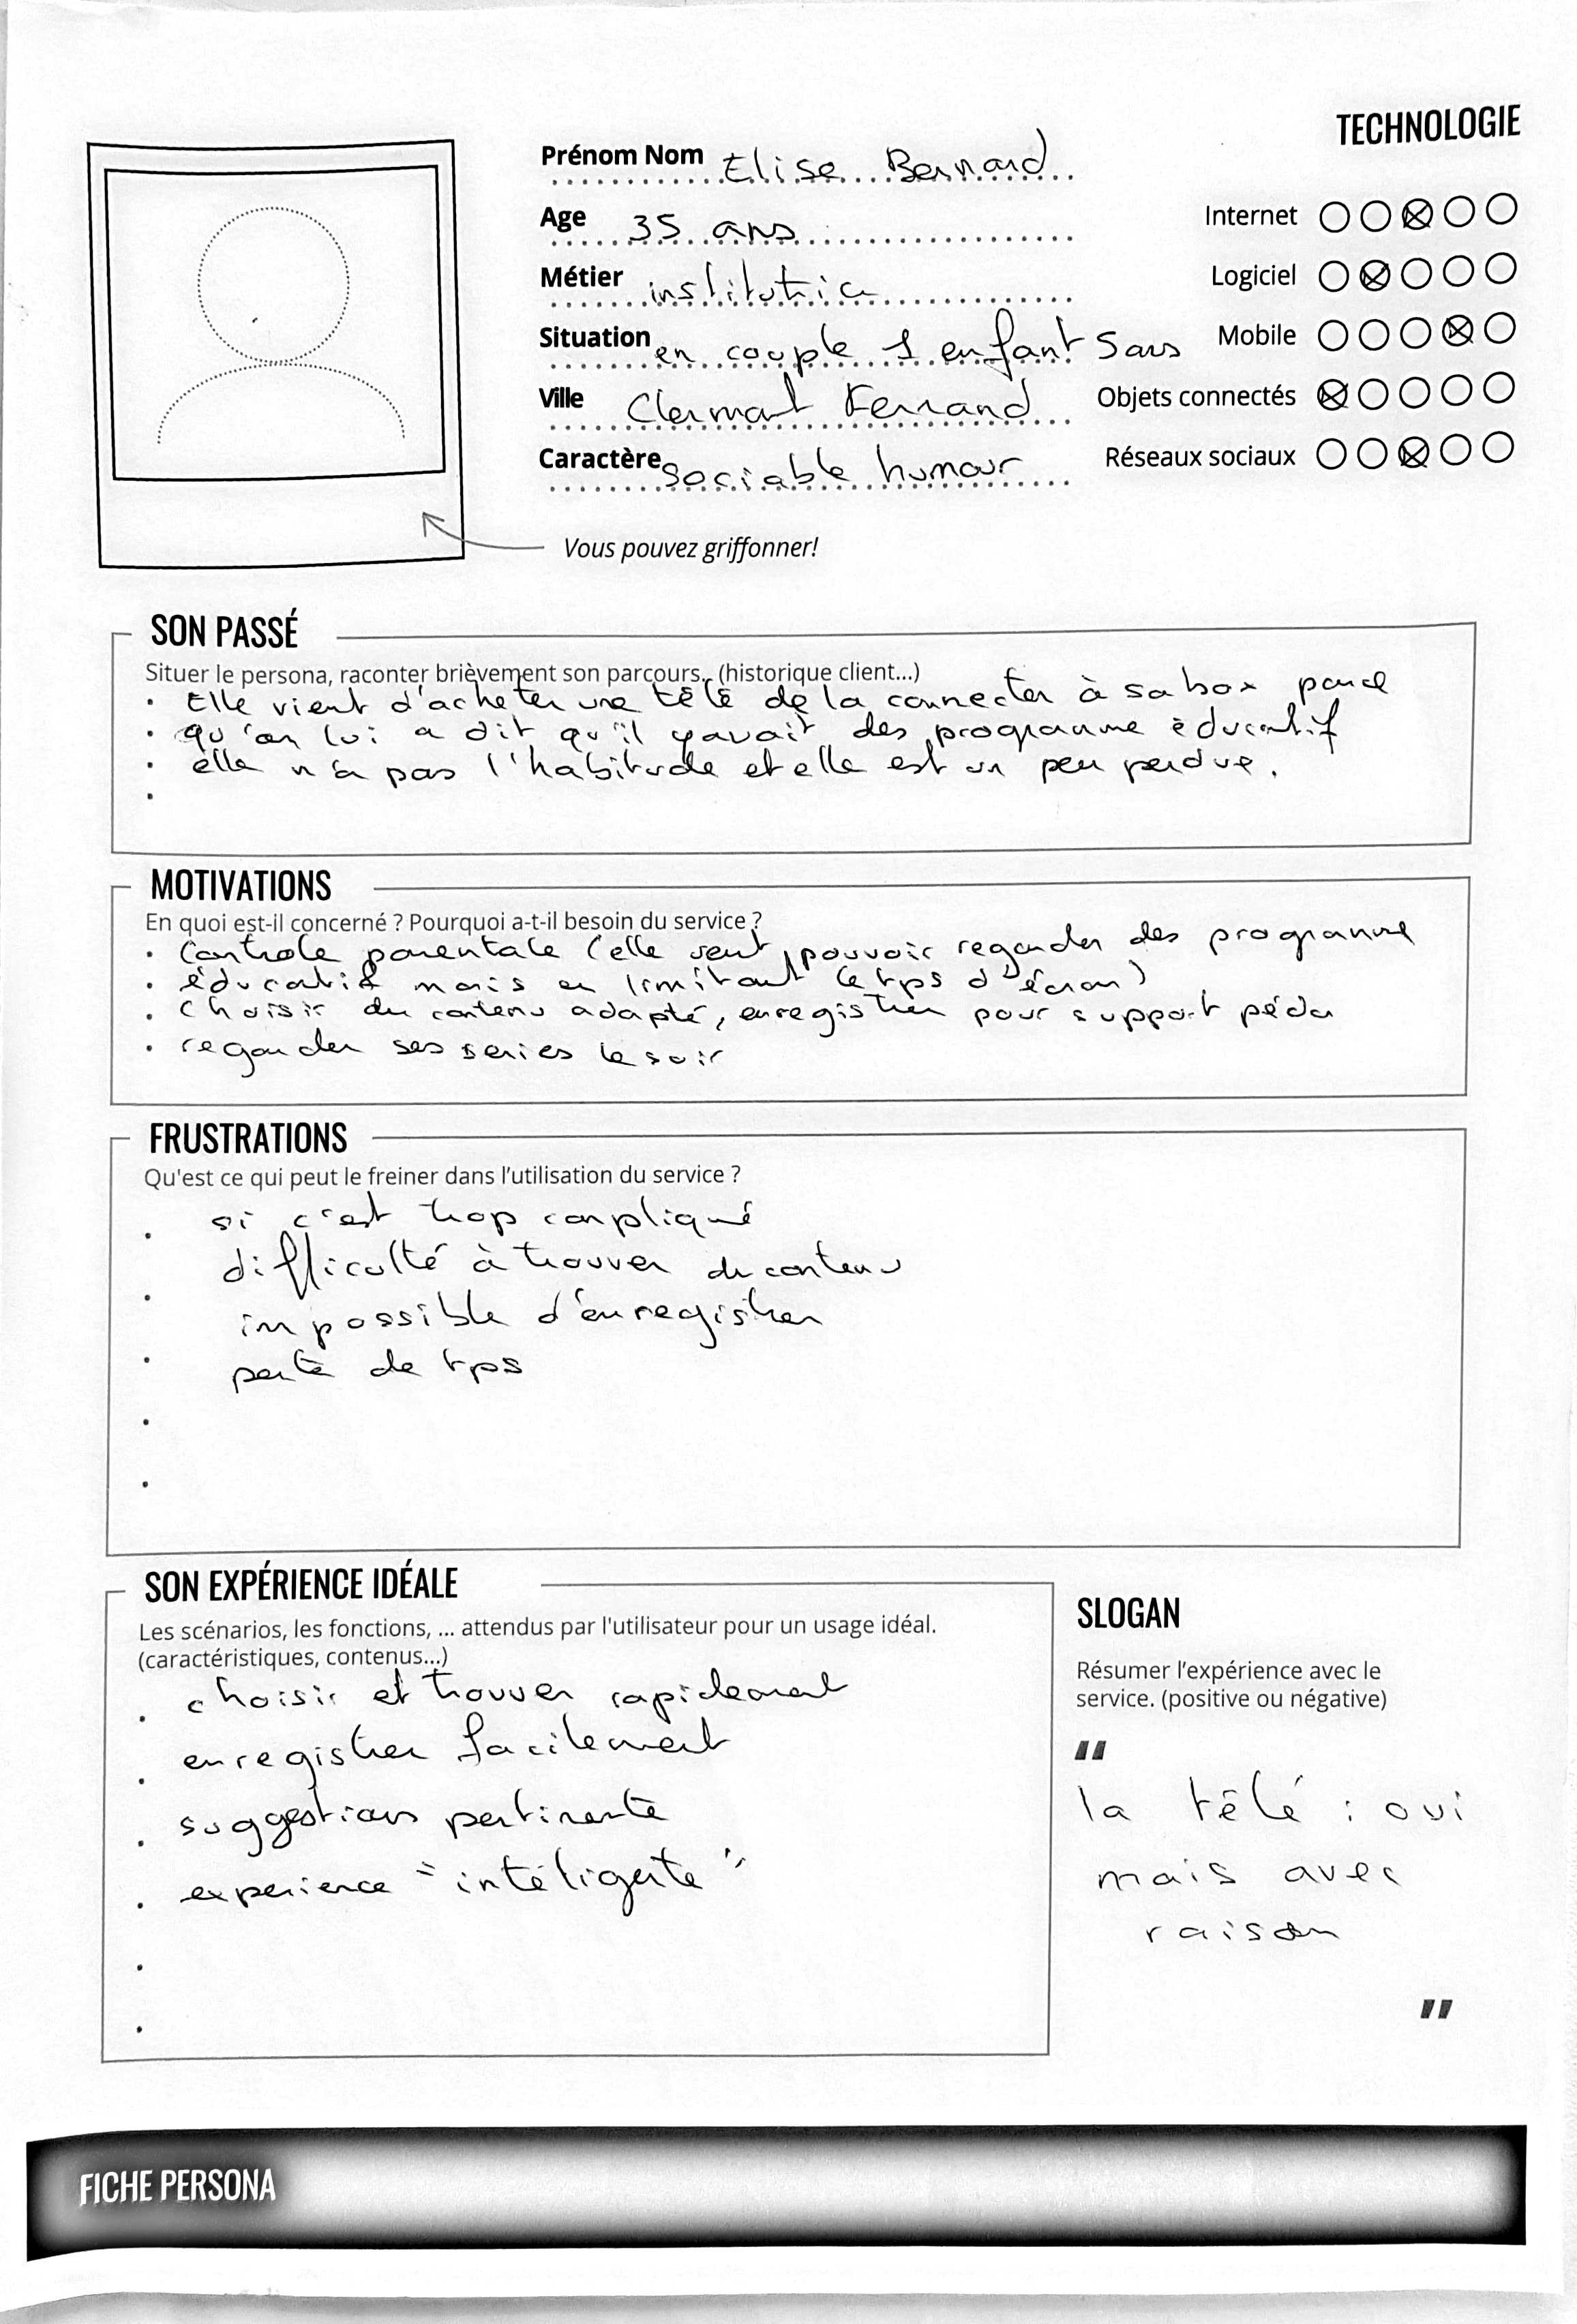 TECHNOLOGIE
Prénom Nom Elise Bernard
Age 35 ans
Métier institutrice
Situation en couple 1 enfant 5 ans
Ville Clermont Ferrand
Caractère sociable humour
Internet
Logiciel
Mobile
Objets connectés
Réseaux sociaux
Vous pouvez griffonner!
SON PASSÉ
Situer le persona, raconter brièvement son parcours.. (historique client...)
• Elle vient d'acheter une télé de la connecter à sa box parce
• qu'on lui a dit qu'il y avait des programme éducatif
• elle n'a pas l'habitude et elle est un peu perdue.
•
MOTIVATIONS
En quoi est-il concerné ? Pourquoi a-t-il besoin du service ?
• Controle parentale (elle veut pouvoir regarder des programme
• éducatif mais en limitant le tps d'écran)
• choisir du contenu adapté, enregistrer pour support péda
• regarder ses series le soir
FRUSTRATIONS
Qu'est ce qui peut le freiner dans l'utilisation du service ?
• si c'est trop compliqué
• difficulté à trouver du contenu
• impossible d'enregistrer
• perte de tps
•
SON EXPÉRIENCE IDÉALE
Les scénarios, les fonctions, ... attendus par l'utilisateur pour un usage idéal.
(caractéristiques, contenus...)
• choisir et trouver rapidement
• enregistrer facilement
• suggestions pertinente
• experience "intéligente"
•
•
SLOGAN
Résumer l'expérience avec le
service. (positive ou négative)
"
la télé : oui
mais avec
raison
"
FICHE PERSONA